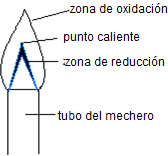 zona de oxidación
punto caliente
zona de reducción
tubo del mechero